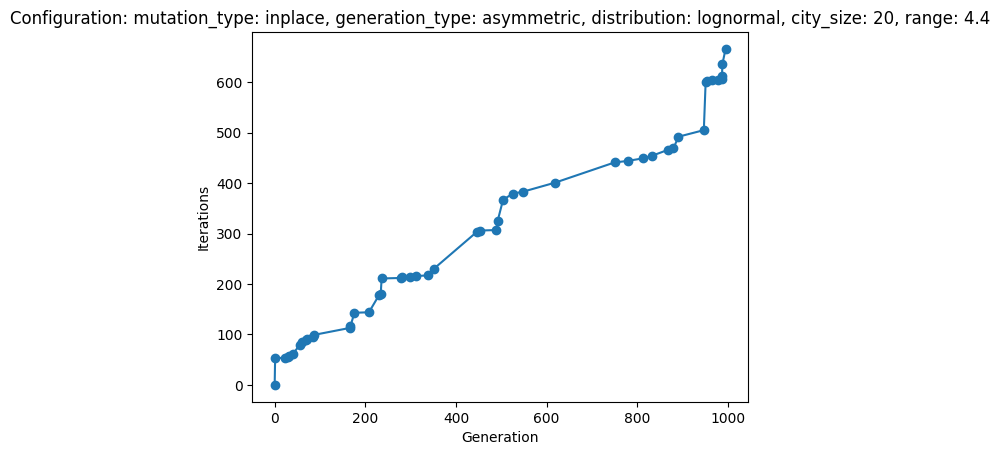 Configuration: mutation_type: inplace, generation_type: asymmetric, distribution: lognormal, city_size: 20, range: 4.4
600
500
400
300
200
100
0
Iterations
0 200 400 600 800 1000
Generation